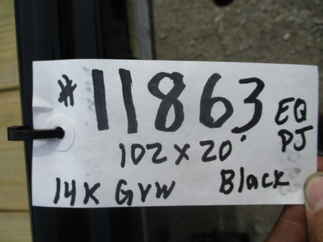 * 11863 EQ
PJ
102 x 20'
14K GVW Black